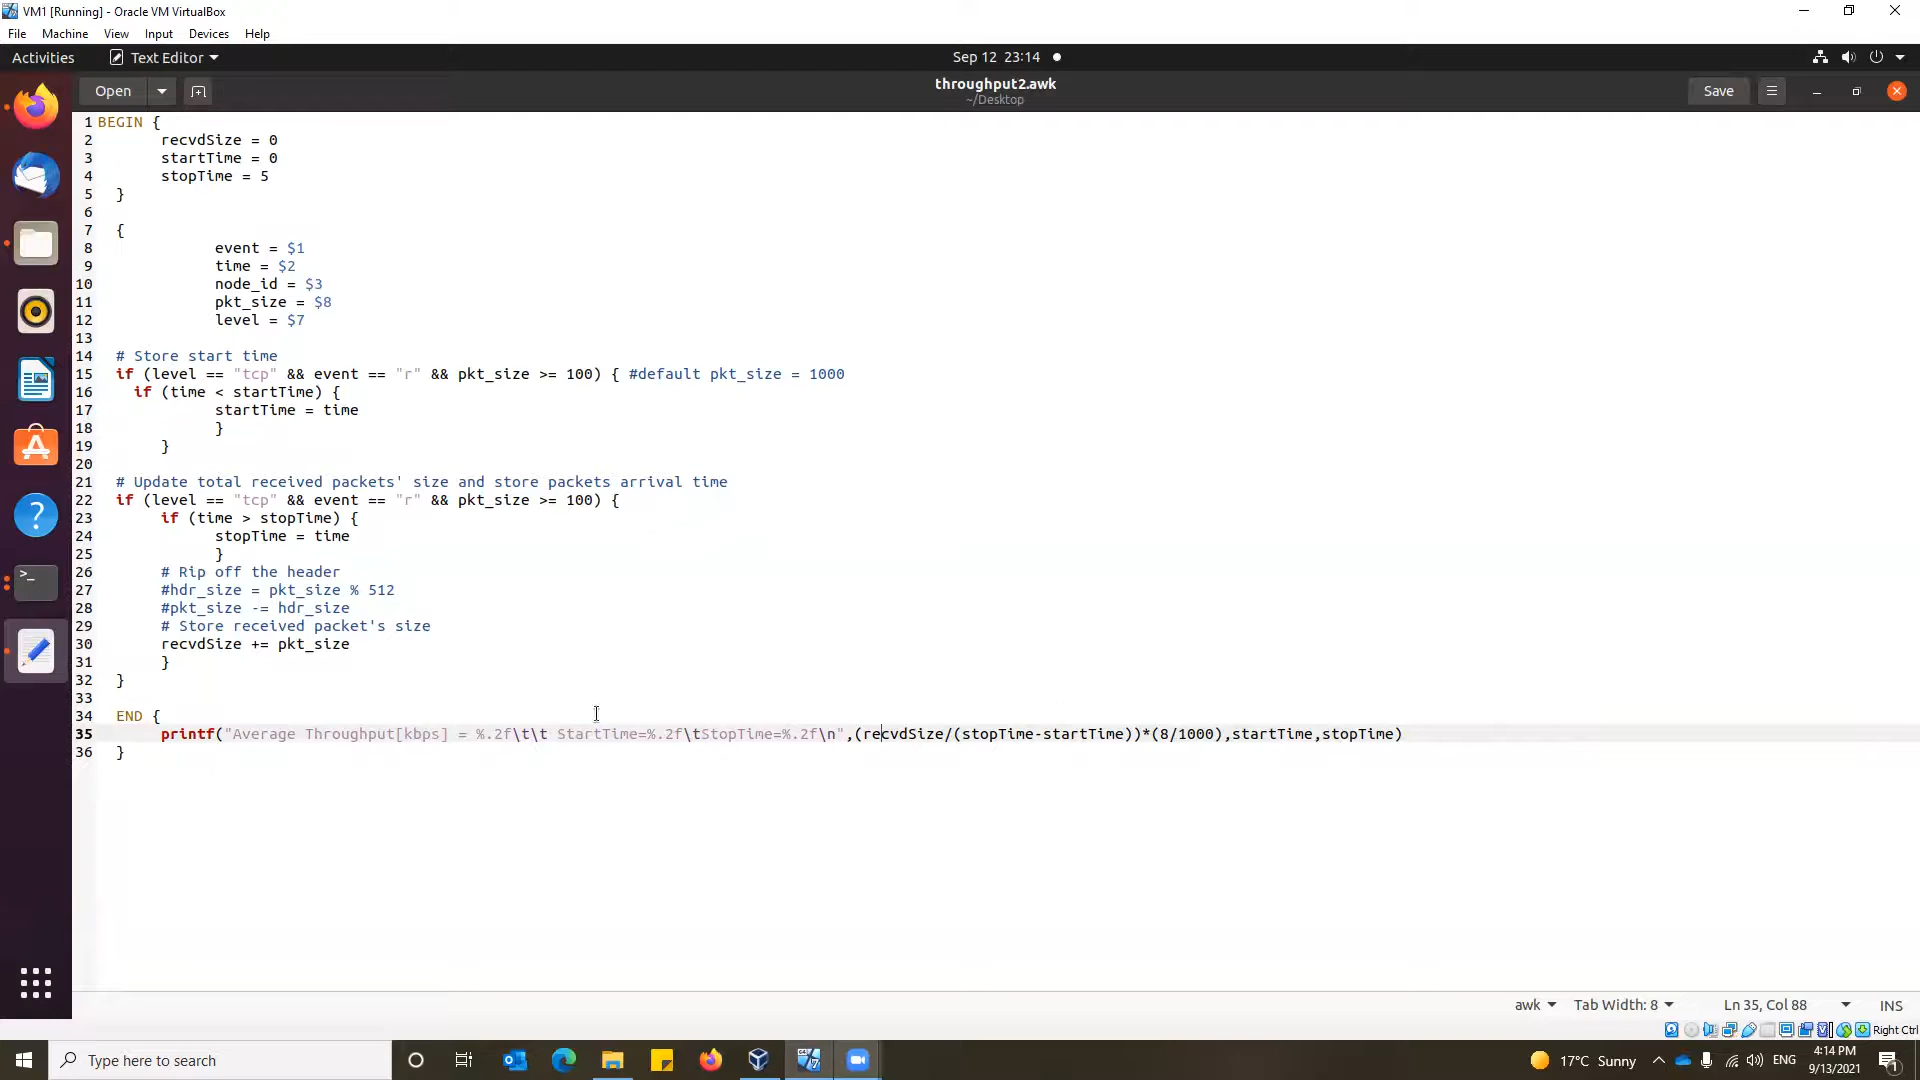 VM1 [Running] - Oracle VM VirtualBox
File Machine View Input Devices Help
Activities Text Editor Sep 12 23:14
Open throughput2.awk Save
~/Desktop
1 BEGIN {
2 recvdSize = 0
3 startTime = 0
4 stopTime = 5
5 }
6
7 {
8 event = $1
9 time = $2
10 node_id = $3
11 pkt_size = $8
12 level = $7
13
14 # Store start time
15 if (level == "tcp" && event == "r" && pkt_size >= 100) { #default pkt_size = 1000
16 if (time < startTime) {
17 startTime = time
18 }
19 }
20
21 # Update total received packets' size and store packets arrival time
22 if (level == "tcp" && event == "r" && pkt_size >= 100) {
23 if (time > stopTime) {
24 stopTime = time
25 }
26 # Rip off the header
27 #hdr_size = pkt_size % 512
28 #pkt_size -= hdr_size
29 # Store received packet's size
30 recvdSize += pkt_size
31 }
32 }
33
34 END {
35 printf("Average Throughput[kbps] = %.2f\t\t StartTime=%.2f\tStopTime=%.2f\n",(recvdSize/(stopTime-startTime))*(8/1000),startTime,stopTime)
36 }
awk Tab Width: 8 Ln 35, Col 88 INS
Right Ctrl
Type here to search 17°C Sunny ENG 4:14 PM
9/13/2021